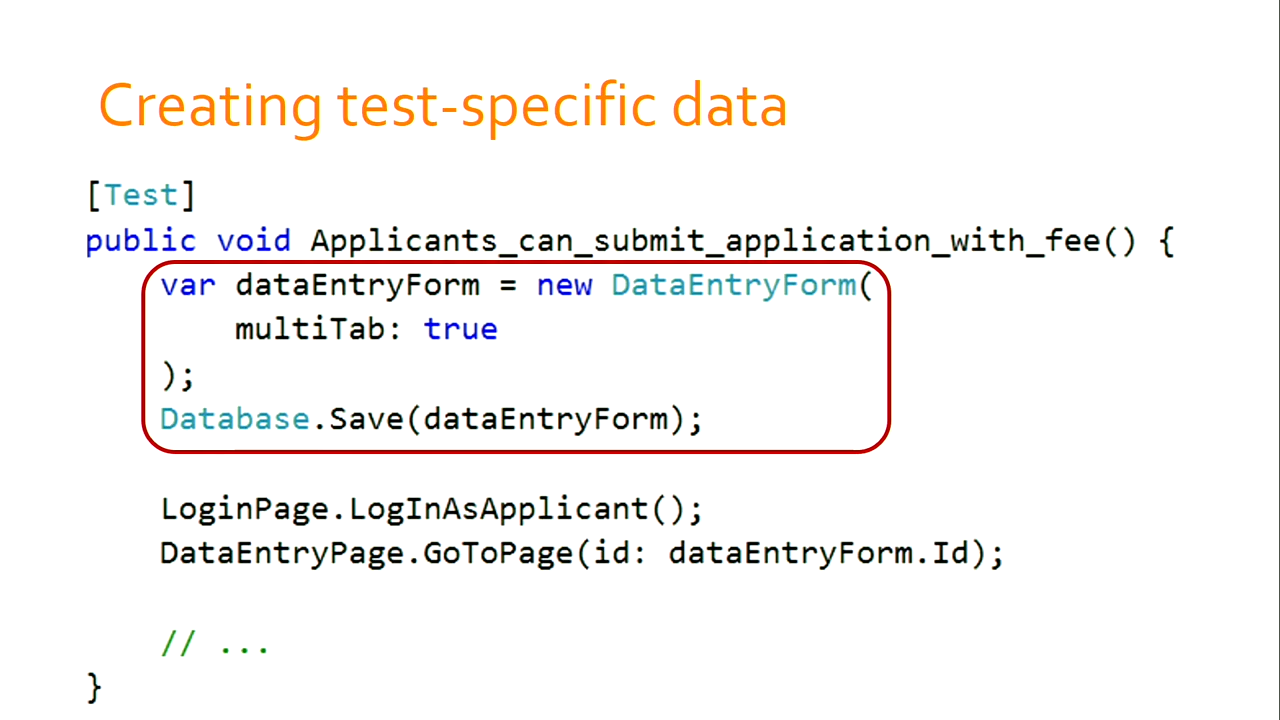 Creating test-specific data
[Test]
public void Applicants_can_submit_application_with_fee() {
var dataEntryForm = new DataEntryForm(
multiTab: true
);
Database.Save(dataEntryForm);
LoginPage.LogInAsApplicant();
DataEntryPage.GoToPage(id: dataEntryForm.Id);
// ...
}